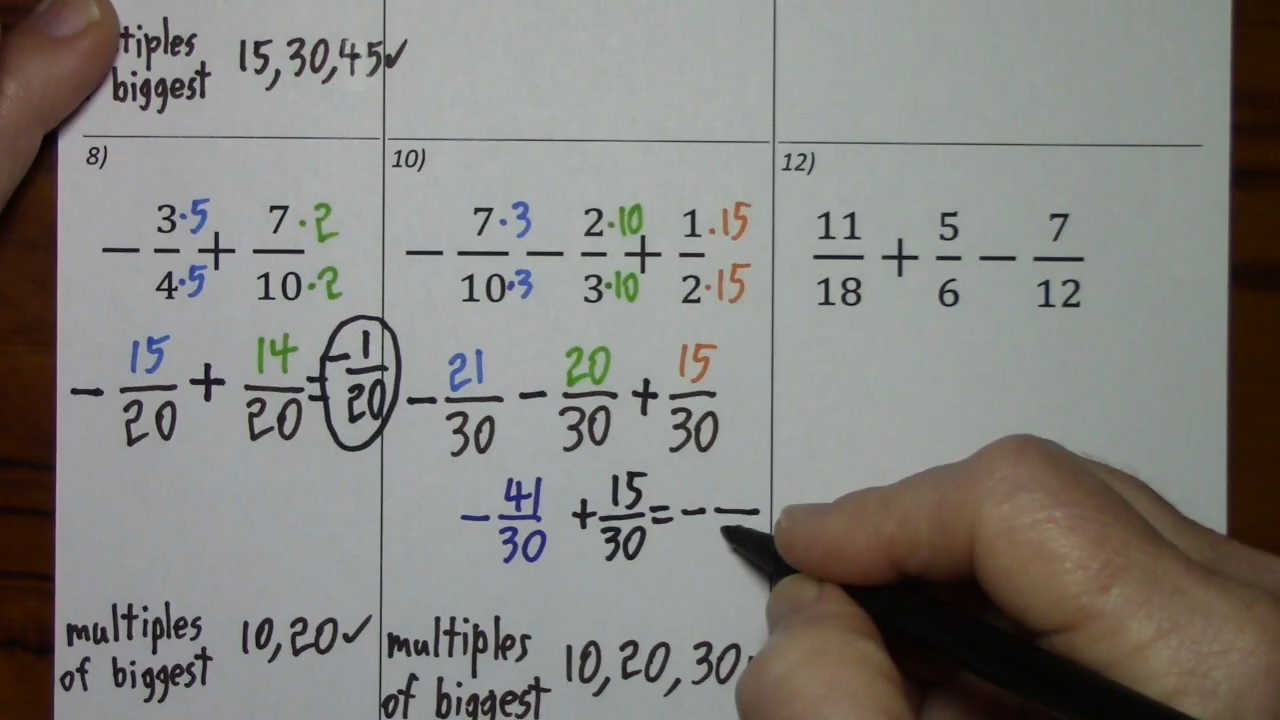 tiples 15,30,45✓
biggest
8)
-3·5/4·5 + 7·2/10·2
-15/20 + 14/20 = -1/20
multiples 10,20✓
of biggest
10)
-7·3/10·3 - 2·10/3·10 + 1·15/2·15
-21/30 - 20/30 + 15/30
-41/30 + 15/30 = -
multiples 10,20,30
of biggest
12)
11/18 + 5/6 - 7/12